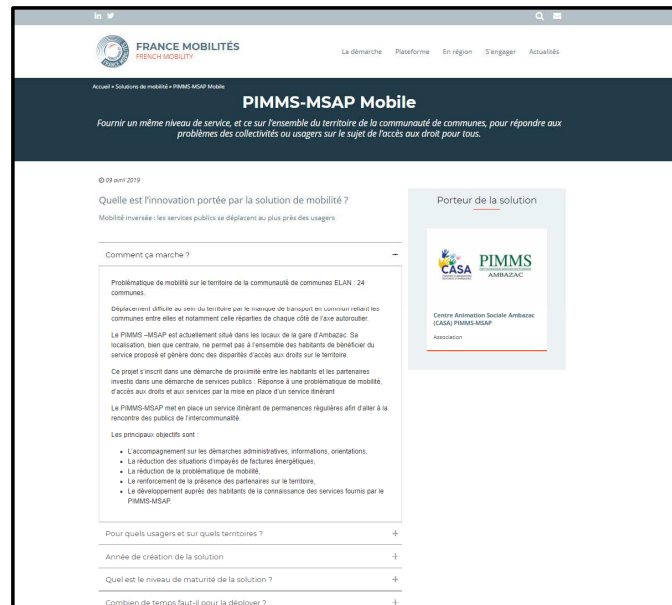 FRANCE MOBILITÉS
FRENCH MOBILITY
La démarche Plateforme En région S'engager Actualités
Accueil » Solutions de mobilité » PIMMS-MSAP Mobile
PIMMS-MSAP Mobile
Fournir un même niveau de service, et ce sur l'ensemble du territoire de la communauté de communes, pour répondre aux
problèmes des collectivités ou usagers sur le sujet de l'accès aux droit pour tous.
09 avril 2019
Quelle est l'innovation portée par la solution de mobilité ?
Mobilité inversée : les services publics se déplacent au plus près des usagers
Comment ça marche ?
Problématique de mobilité sur le territoire de la communauté de communes ELAN : 24
communes.
Déplacement difficile au sein du territoire par le manque de transport en commun reliant les
communes entre elles et notamment celle réparties de chaque côté de l'axe autoroutier.
Le PIMMS –MSAP est actuellement situé dans les locaux de la gare d'Ambazac. Sa
localisation, bien que centrale, ne permet pas à l'ensemble des habitants de bénéficier du
service proposé et génère donc des disparités d'accès aux droits sur le territoire.
Ce projet s'inscrit dans une démarche de proximité entre les habitants et les partenaires
investis dans une démarche de services publics : Réponse à une problématique de mobilité,
d'accès aux droits et aux services par la mise en place d'un service itinérant
Le PIMMS-MSAP met en place un service itinérant de permanences régulières afin d'aller à la
rencontre des publics de l'intercommunalité.
Les principaux objectifs sont :
• L'accompagnement sur les démarches administratives, informations, orientations,
• La réduction des situations d'impayés de factures énergétiques,
• La réduction de la problématique de mobilité,
• Le renforcement de la présence des partenaires sur le territoire,
• Le développement auprès des habitants de la connaissance des services fournis par le
PIMMS-MSAP.
Pour quels usagers et sur quels territoires ?
Année de création de la solution
Quel est le niveau de maturité de la solution ?
Combien de temps faut-il pour la déployer ?
Porteur de la solution
CASA
PIMMS
AMBAZAC
Centre Animation Sociale Ambazac
(CASA) PIMMS-MSAP
Association